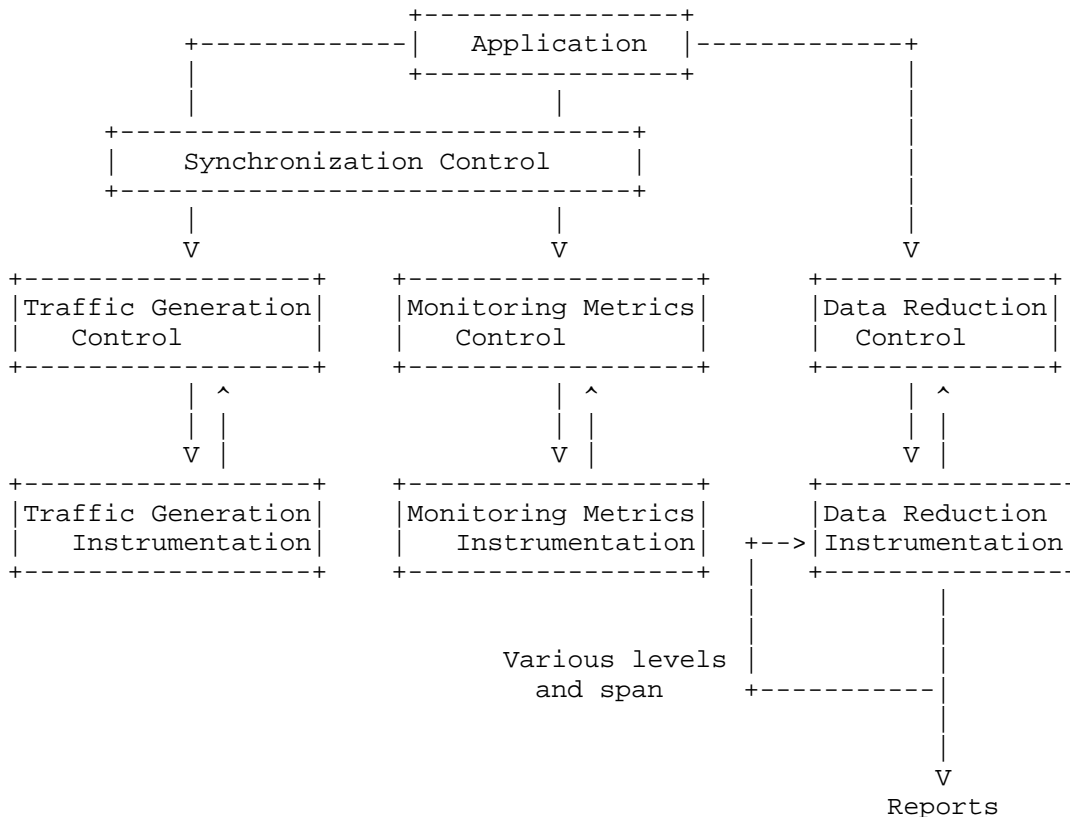 Application
Synchronization Control
V V V
Traffic Generation Monitoring Metrics Data Reduction
Control Control Control
V V V
Traffic Generation Monitoring Metrics Data Reduction
Instrumentation Instrumentation Instrumentation
Various levels
and span
V
Reports